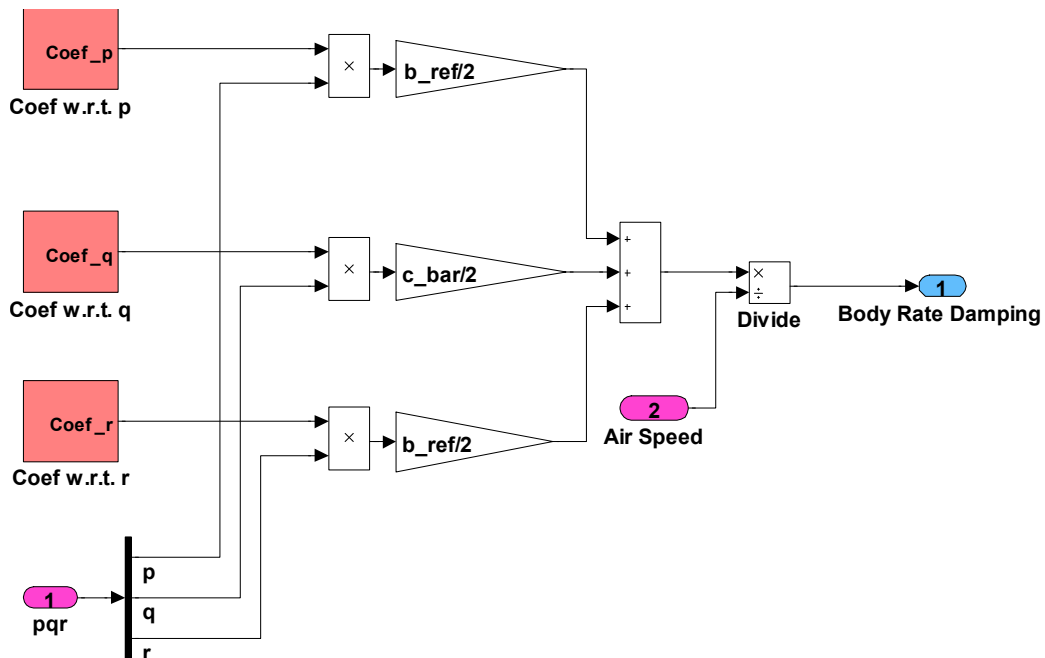 Coef_p
Coef w.r.t. p
×
b_ref/2
Coef_q
Coef w.r.t. q
×
c_bar/2
+
+
+
×
÷
Divide
1
Body Rate Damping
Coef_r
Coef w.r.t. r
×
b_ref/2
2
Air Speed
1
pqr
p
q
r